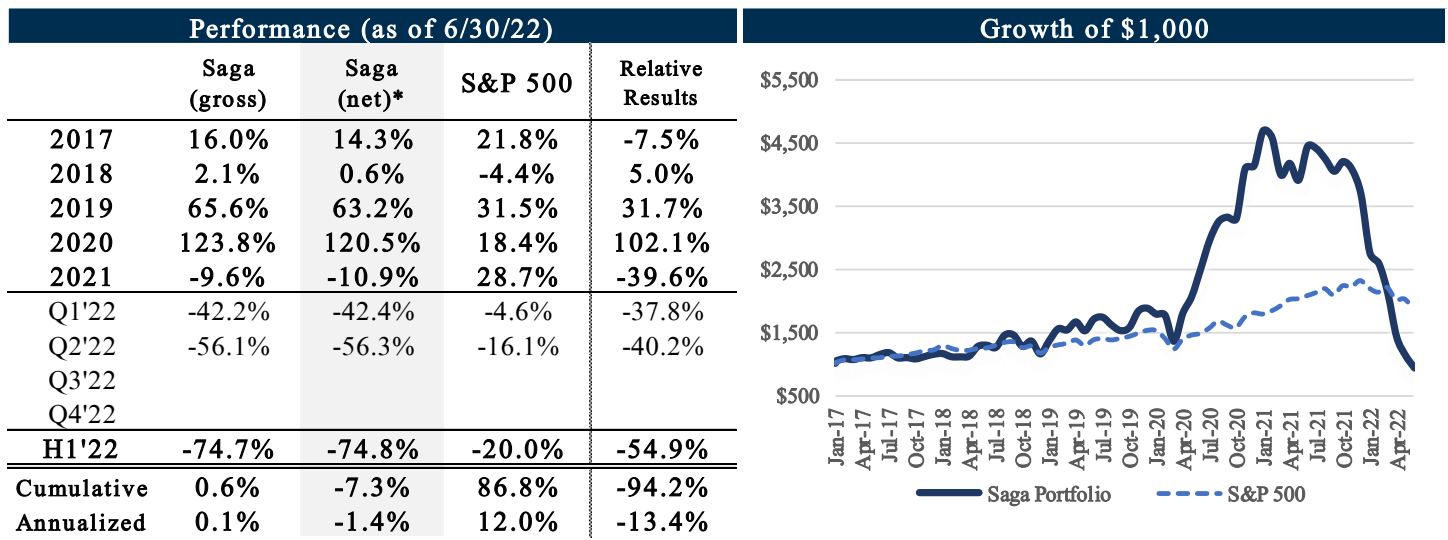 Performance (as of 6/30/22)
Saga (gross) Saga (net)* S&P 500 Relative Results
2017 16.0% 14.3% 21.8% -7.5%
2018 2.1% 0.6% -4.4% 5.0%
2019 65.6% 63.2% 31.5% 31.7%
2020 123.8% 120.5% 18.4% 102.1%
2021 -9.6% -10.9% 28.7% -39.6%
Q1'22 -42.2% -42.4% -4.6% -37.8%
Q2'22 -56.1% -56.3% -16.1% -40.2%
Q3'22
Q4'22
H1'22 -74.7% -74.8% -20.0% -54.9%
Cumulative 0.6% -7.3% 86.8% -94.2%
Annualized 0.1% -1.4% 12.0% -13.4%
Growth of $1,000
$5,500
$4,500
$3,500
$2,500
$1,500
$500
Jan-17
Apr-17
Jul-17
Oct-17
Jan-18
Apr-18
Jul-18
Oct-18
Jan-19
Apr-19
Jul-19
Oct-19
Jan-20
Apr-20
Jul-20
Oct-20
Jan-21
Apr-21
Jul-21
Oct-21
Jan-22
Apr-22
Saga Portfolio
S&P 500